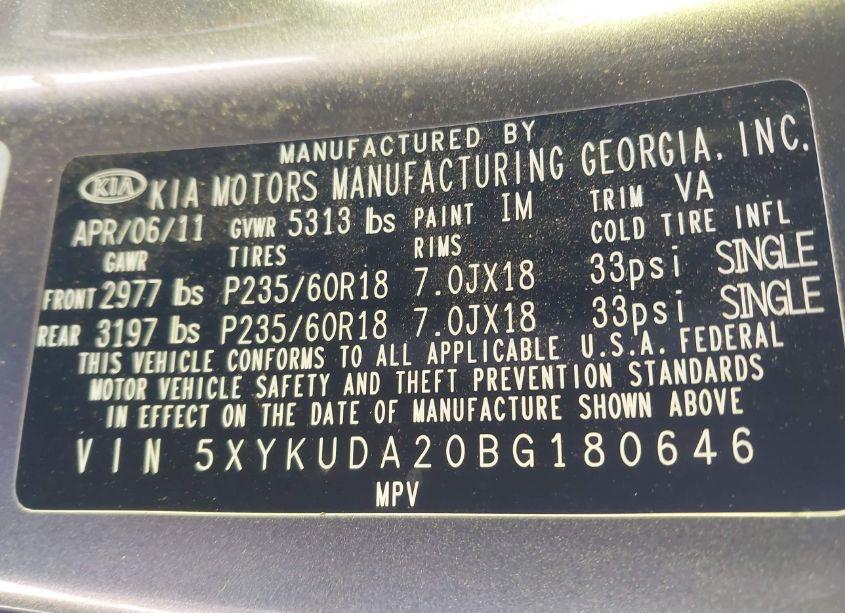 MANUFACTURED BY
KIA KIA MOTORS MANUFACTURING GEORGIA, INC.
APR/06/11 GVWR 5313 lbs PAINT IM TRIM VA
GAWR TIRES RIMS COLD TIRE INFL
FRONT 2977 lbs P235/60R18 7.0JX18 33psi SINGLE
REAR 3197 lbs P235/60R18 7.0JX18 33psi SINGLE
THIS VEHICLE CONFORMS TO ALL APPLICABLE U.S.A. FEDERAL
MOTOR VEHICLE SAFETY AND THEFT PREVENTION STANDARDS
IN EFFECT ON THE DATE OF MANUFACTURE SHOWN ABOVE
VIN 5XYKUDA20BG180646
MPV